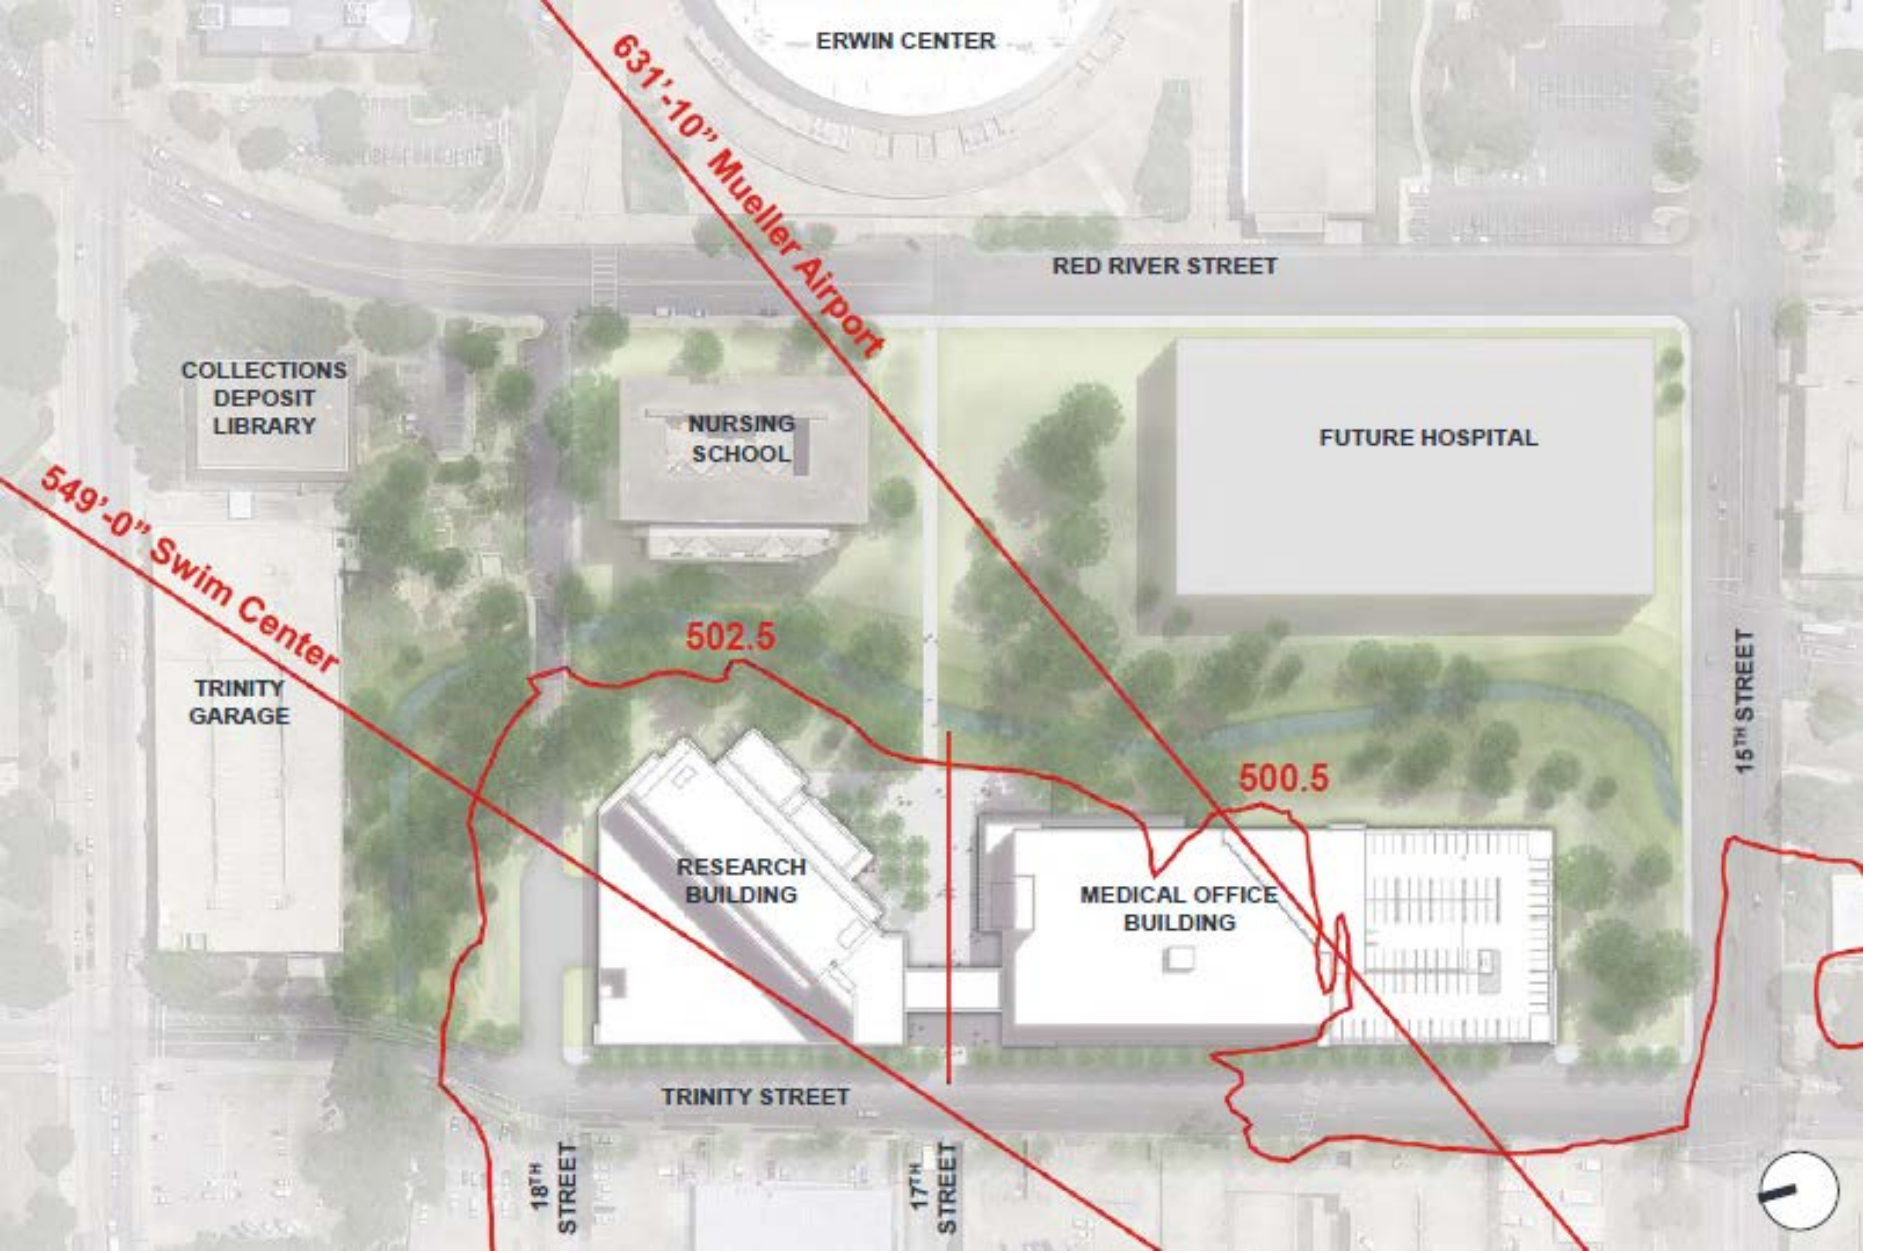 ERWIN CENTER
631'-10" Mueller Airport
RED RIVER STREET
COLLECTIONS
DEPOSIT
LIBRARY
NURSING
SCHOOL
FUTURE HOSPITAL
549'-0" Swim Center
502.5
TRINITY
GARAGE
15TH STREET
500.5
RESEARCH
BUILDING
MEDICAL OFFICE
BUILDING
TRINITY STREET
18TH
STREET
17TH
STREET